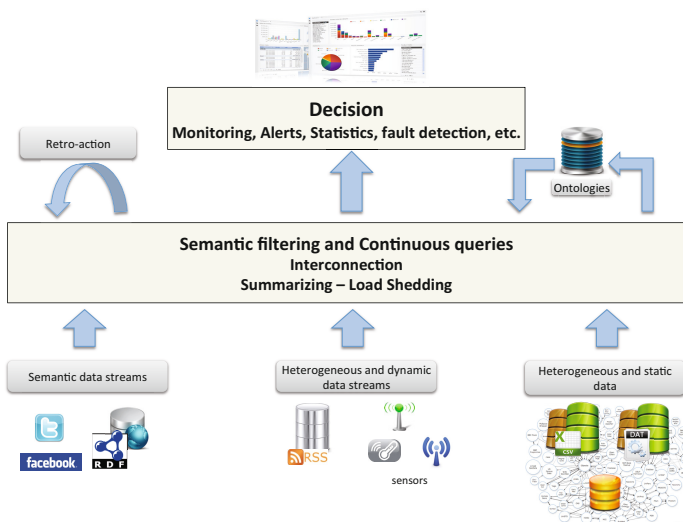 Decision
Monitoring, Alerts, Statistics, fault detection, etc.
Retro-action
Ontologies
Semantic filtering and Continuous queries
Interconnection
Summarizing – Load Shedding
Semantic data streams
Heterogeneous and dynamic
data streams
Heterogeneous and static
data
facebook
RDF
RSS
sensors
CSV
DAT